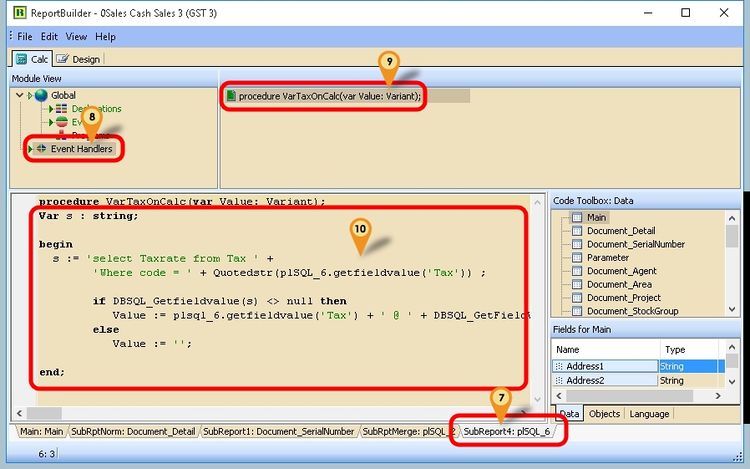 ReportBuilder - 0Sales Cash Sales 3 (GST 3)
File Edit View Help
Calc Design
Module View
9
Global
procedure VarTaxOnCalc(var Value: Variant);
Declarations
8
Event Handlers
procedure VarTaxOnCalc(var Value: Variant);
Var s : string;
begin
s := 'select Taxrate from Tax ' +
'Where code = ' + Quotedstr(plSQL_6.getfieldvalue('Tax')) ;
if DBSQL_Getfieldvalue(s) <> null then
Value := plsql_6.getfieldvalue('Tax') + ' @ ' + DBSQL_GetField
else
Value := '';
end;
10
Code Toolbox: Data
Main
Document_Detail
Document_SerialNumber
Parameter
Document_Agent
Document_Area
Document_Project
Document_StockGroup
Fields for Main
Name Type
Address1 String
Address2 String
7
Data Objects Language
Main: Main SubRptNorm: Document_Detail SubReport1: Document_SerialNumber SubRptMerge: plSQL_2 SubReport4: plSQL_6
6: 3